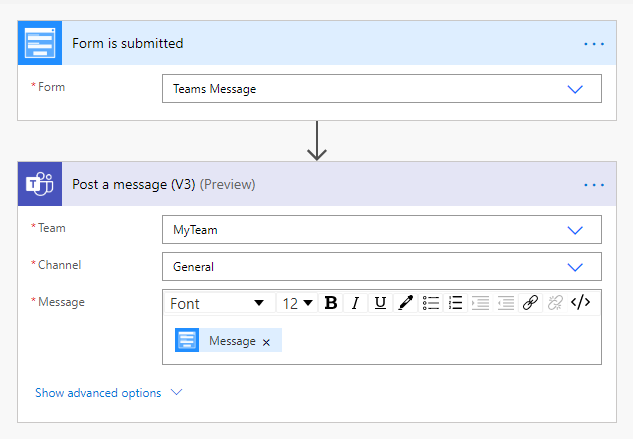 Form is submitted ...
* Form Teams Message
Post a message (V3) (Preview) ...
* Team MyTeam
* Channel General
* Message Font 12 B I U </>
Message ×
Show advanced options